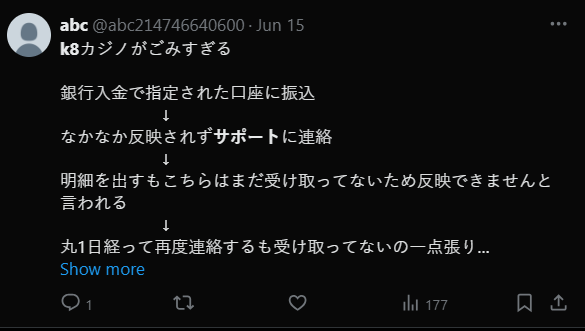 abc @abc214746640600 · Jun 15
k8カジノがごみすぎる
銀行入金で指定された口座に振込
↓
なかなか反映されずサポートに連絡
↓
明細を出すもこちらはまだ受け取ってないため反映できませんと
言われる
↓
丸1日経って再度連絡するも受け取ってないの一点張り...
Show more
1
177